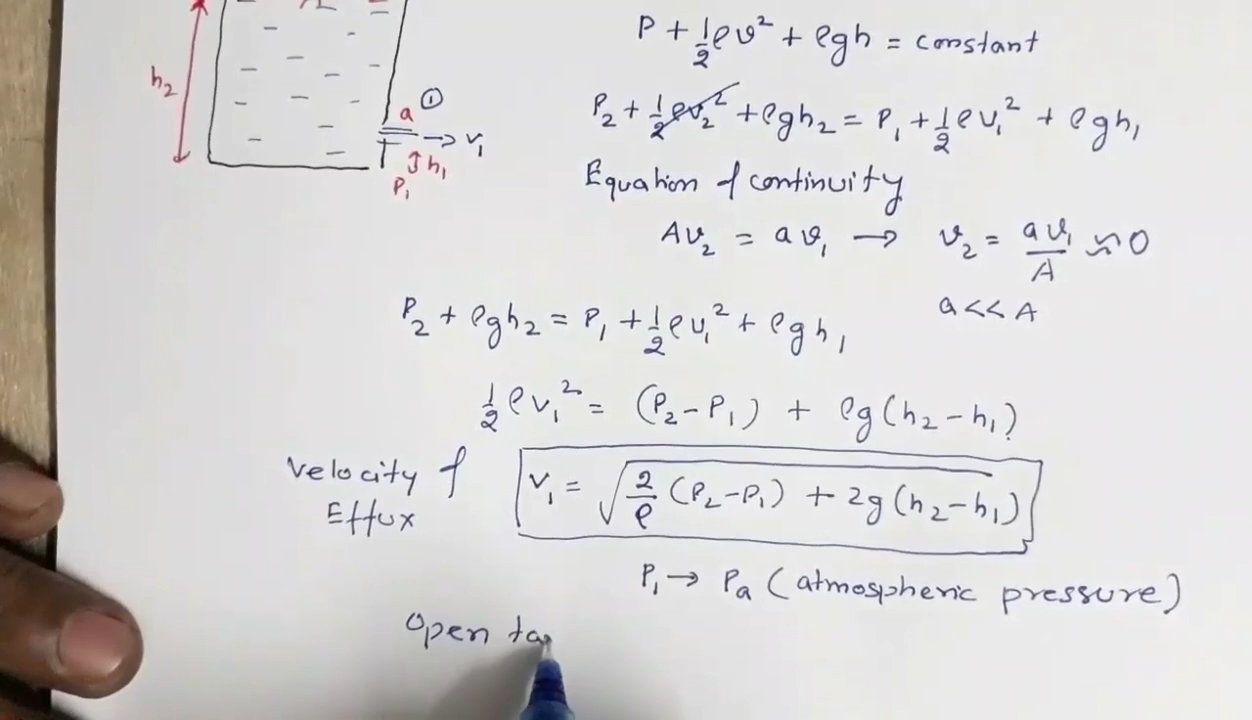 P + ½ρv² + ρgh = constant
h₂
a ①
→ v₁
P₂ + ½ρv₂² + ρgh₂ = P₁ + ½ρv₁² + ρgh₁
↕h₁
P₁
Equation of continuity
Av₂ = av₁ → v₂ = av₁/A ≈ 0
a << A
P₂ + ρgh₂ = P₁ + ½ρv₁² + ρgh₁
½ρv₁² = (P₂-P₁) + ρg(h₂-h₁)
Velocity of
Effux
v₁ = √(2/ρ (P₂-P₁) + 2g(h₂-h₁))
P₁ → Pa (atmospheric pressure)
Open ta